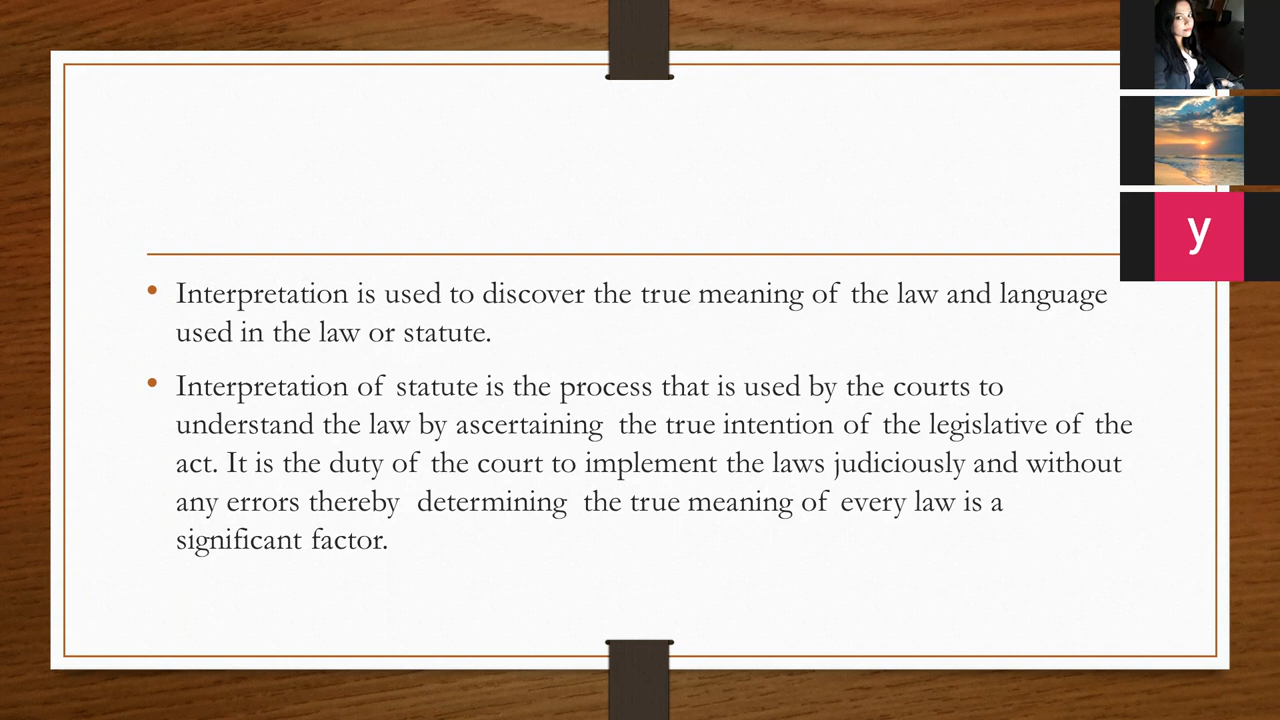 Interpretation is used to discover the true meaning of the law and language
used in the law or statute.
Interpretation of statute is the process that is used by the courts to
understand the law by ascertaining the true intention of the legislative of the
act. It is the duty of the court to implement the laws judiciously and without
any errors thereby determining the true meaning of every law is a
significant factor.
y